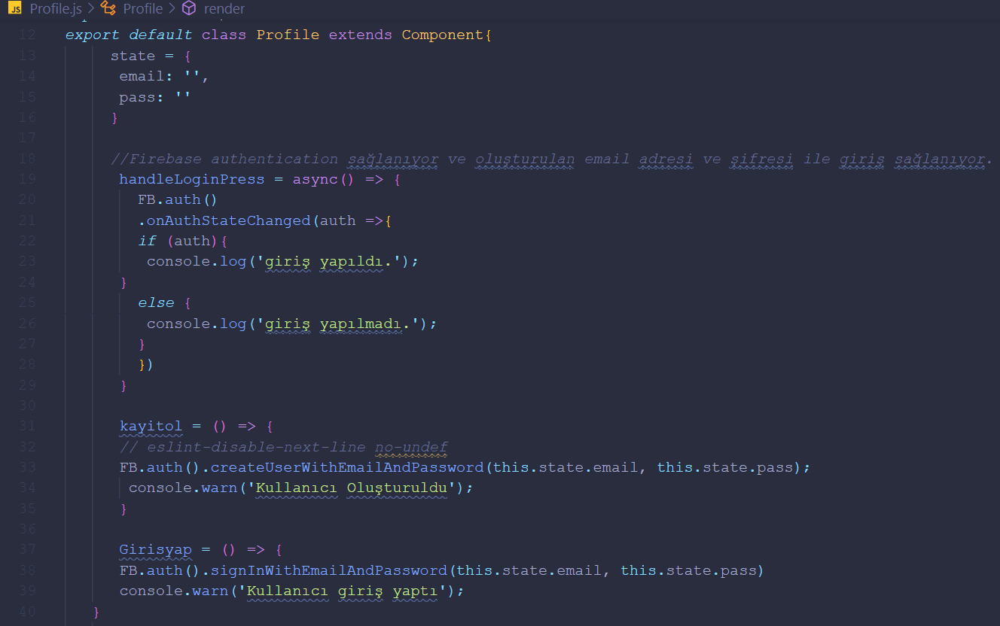 JS Profile.js > Profile > render
12 export default class Profile extends Component{
13 state = {
14 email: '',
15 pass: ''
16 }
17
18 //Firebase authentication sağlanıyor ve oluşturulan email adresi ve şifresi ile giriş sağlanıyor.
19 handleLoginPress = async() => {
20 FB.auth()
21 .onAuthStateChanged(auth =>{
22 if (auth){
23 console.log('giriş yapıldı.');
24 }
25 else {
26 console.log('giriş yapılmadı.');
27 }
28 })
29 }
30
31 kayitol = () => {
32 // eslint-disable-next-line no-undef
33 FB.auth().createUserWithEmailAndPassword(this.state.email, this.state.pass);
34 console.warn('Kullanıcı Oluşturuldu');
35 }
36
37 Girisyap = () => {
38 FB.auth().signInWithEmailAndPassword(this.state.email, this.state.pass)
39 console.warn('Kullanıcı giriş yaptı');
40 }